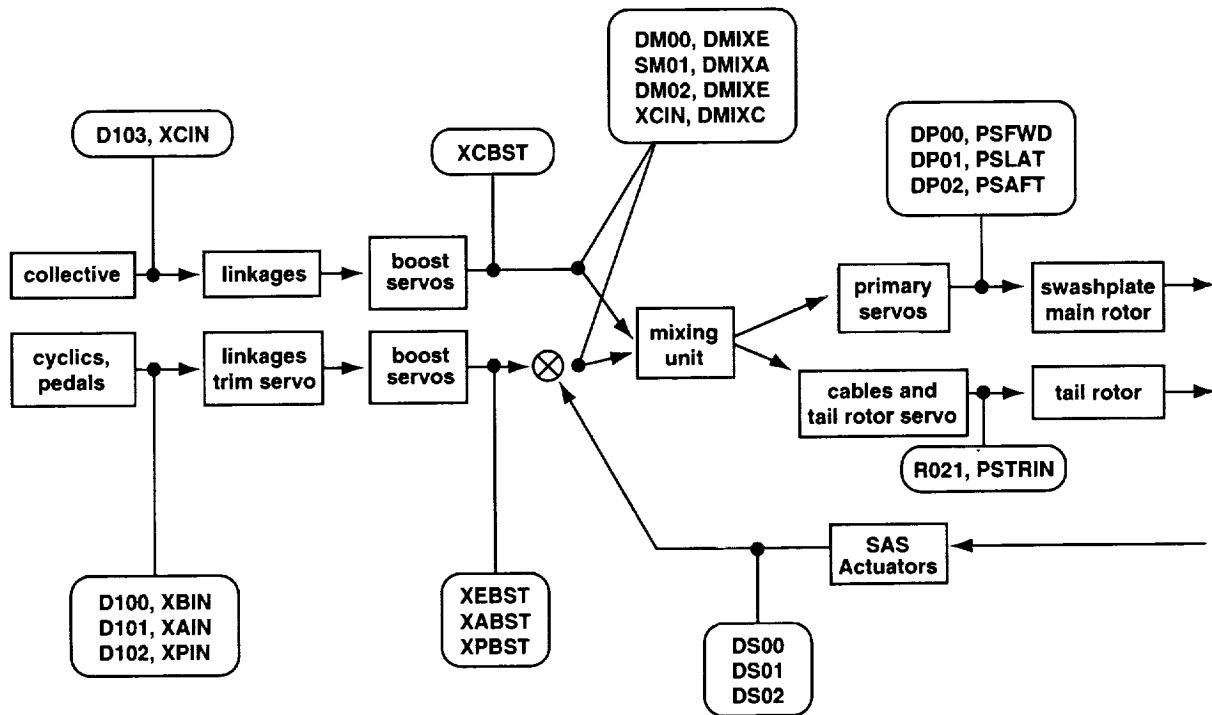 DM00, DMIXE
SM01, DMIXA
DM02, DMIXE
XCIN, DMIXC
D103, XCIN
XCBST
DP00, PSFWD
DP01, PSLAT
DP02, PSAFT
collective
linkages
boost
servos
primary
servos
swashplate
main rotor
mixing
unit
cyclics,
pedals
linkages
trim servo
boost
servos
cables and
tail rotor servo
tail rotor
R021, PSTRIN
SAS
Actuators
D100, XBIN
D101, XAIN
D102, XPIN
XEBST
XABST
XPBST
DS00
DS01
DS02